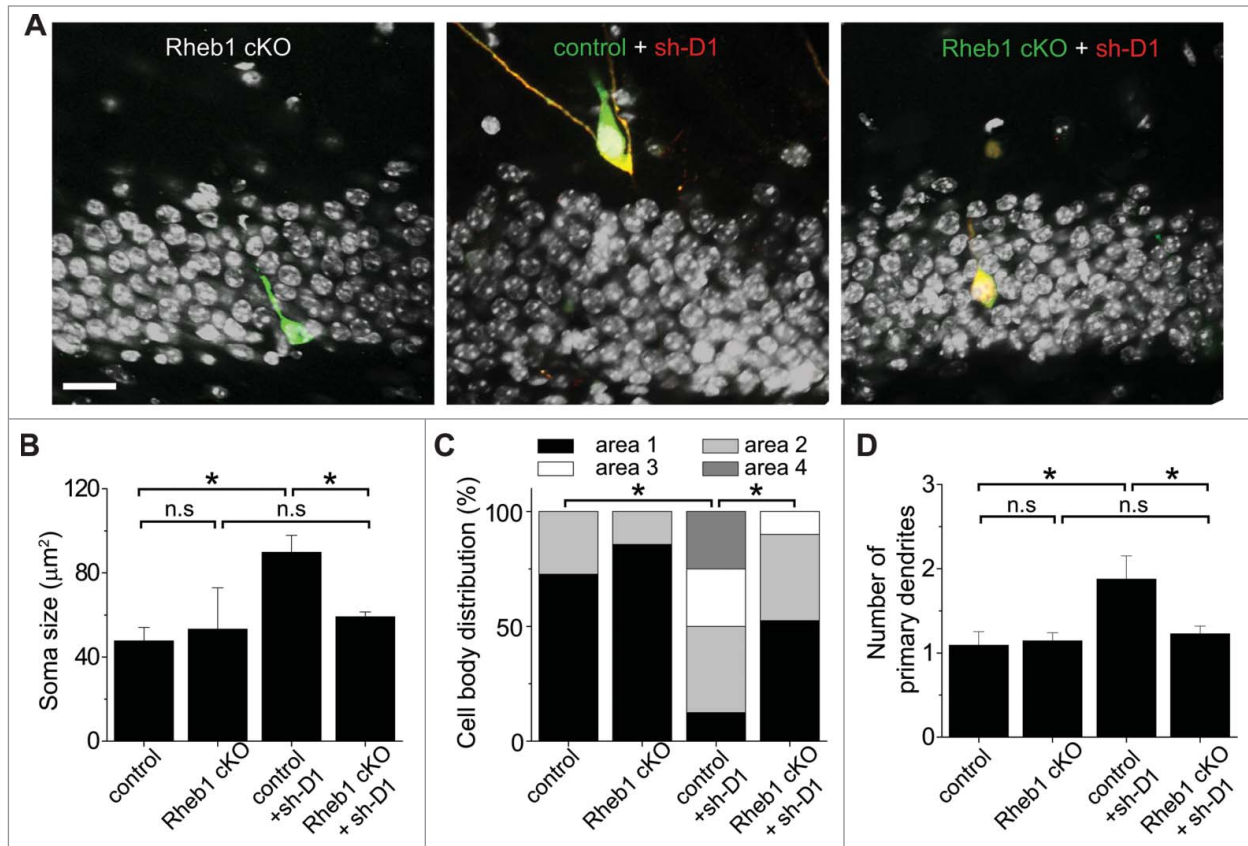 A
Rheb1 cKO
control + sh-D1
Rheb1 cKO + sh-D1
B
Soma size (μm²)
120
80
40
0
*
*
n.s
n.s
control
Rheb1 cKO
control
+sh-D1
Rheb1 cKO
+ sh-D1
C
area 1
area 2
area 3
area 4
Cell body distribution (%)
100
50
0
*
*
control
Rheb1 cKO
control
+sh-D1
Rheb1 cKO
+ sh-D1
D
Number of
primary dendrites
3
2
1
0
*
*
n.s
n.s
control
Rheb1 cKO
control
+sh-D1
Rheb1 cKO
+ sh-D1